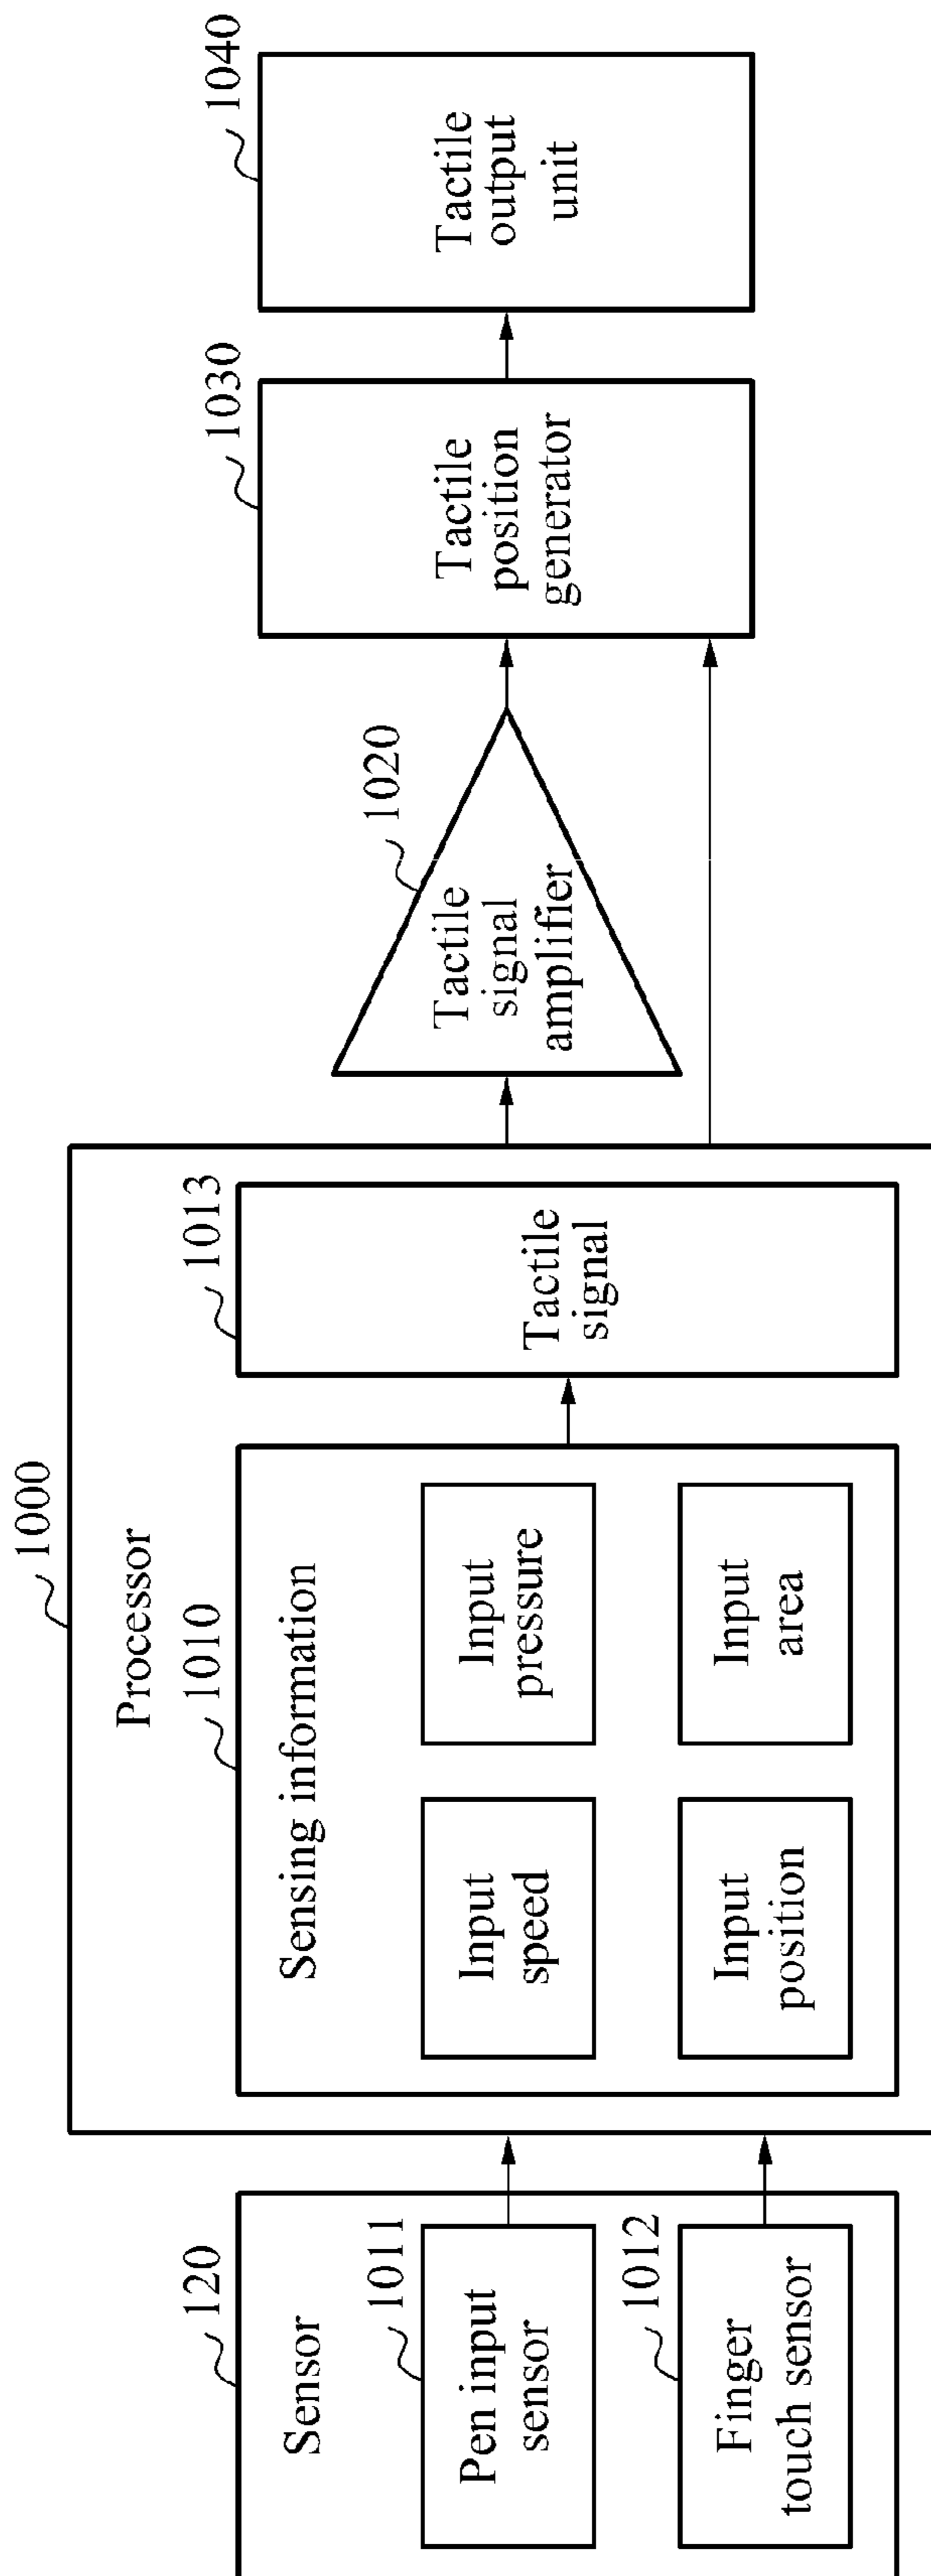 120
Sensor
1011
Pen input
sensor
1012
Finger
touch sensor
1000
Processor
1010
Sensing information
Input
speed
Input
pressure
Input
position
Input
area
1013
Tactile
signal
1020
Tactile
signal
amplifier
1030
Tactile
position
generator
1040
Tactile
output
unit